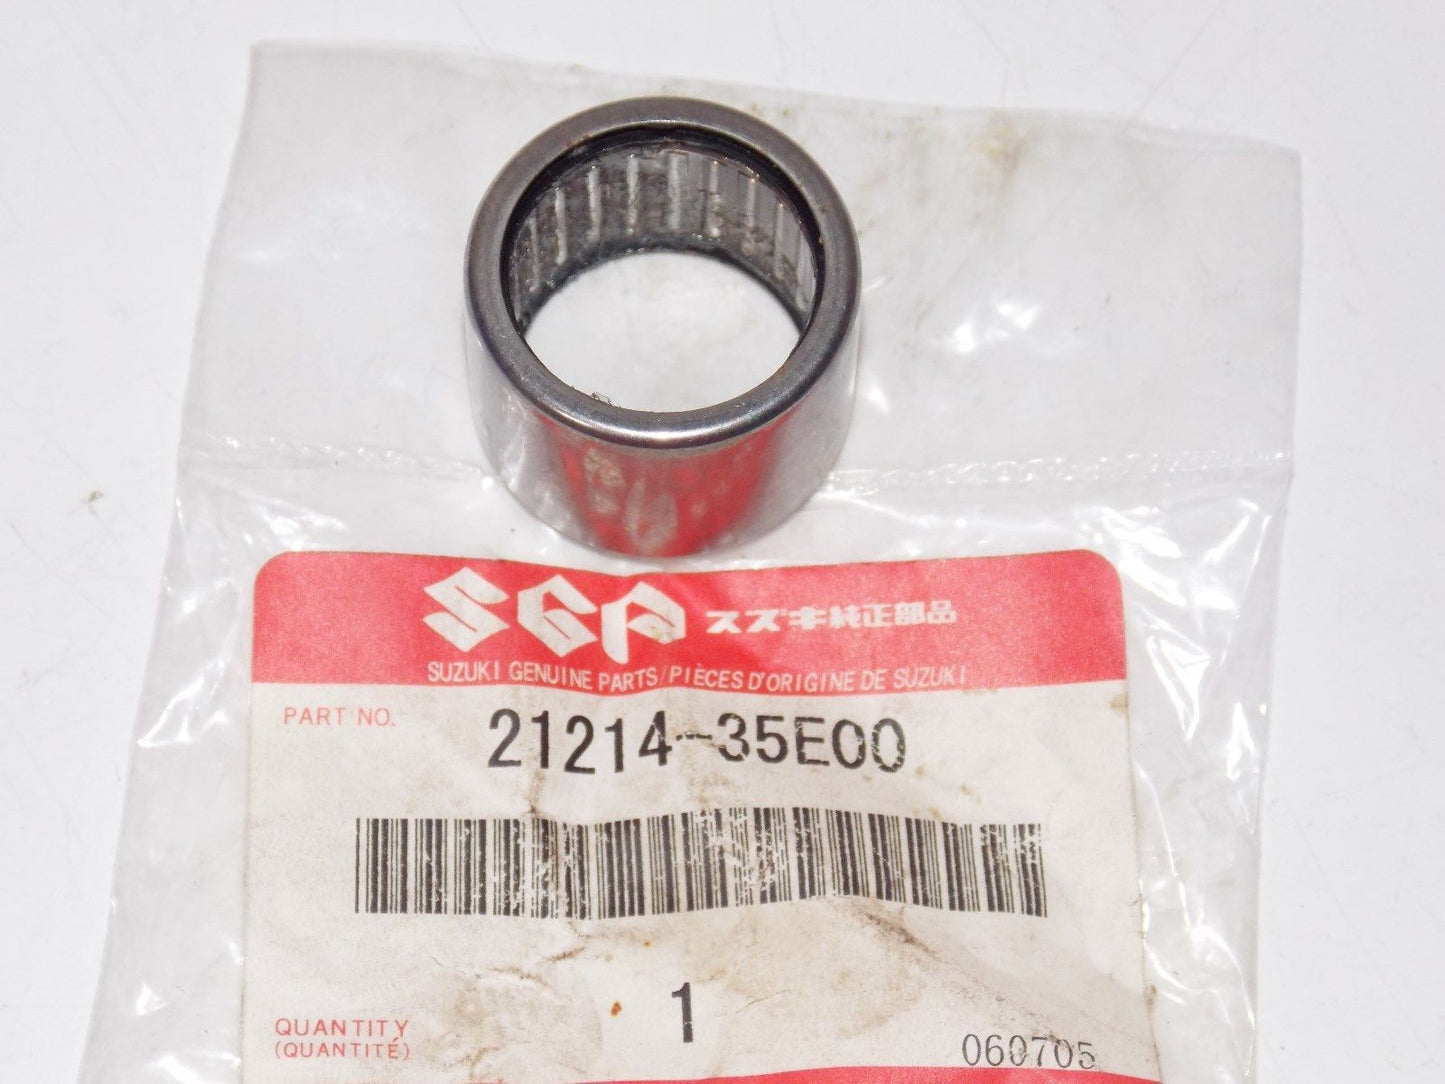 SGP スズキ純正部品
SUZUKI GENUINE PARTS/PIÈCES D'ORIGINE DE SUZUKI
PART NO. 21214-35E00
QUANTITY 1
(QUANTITÉ) 060705